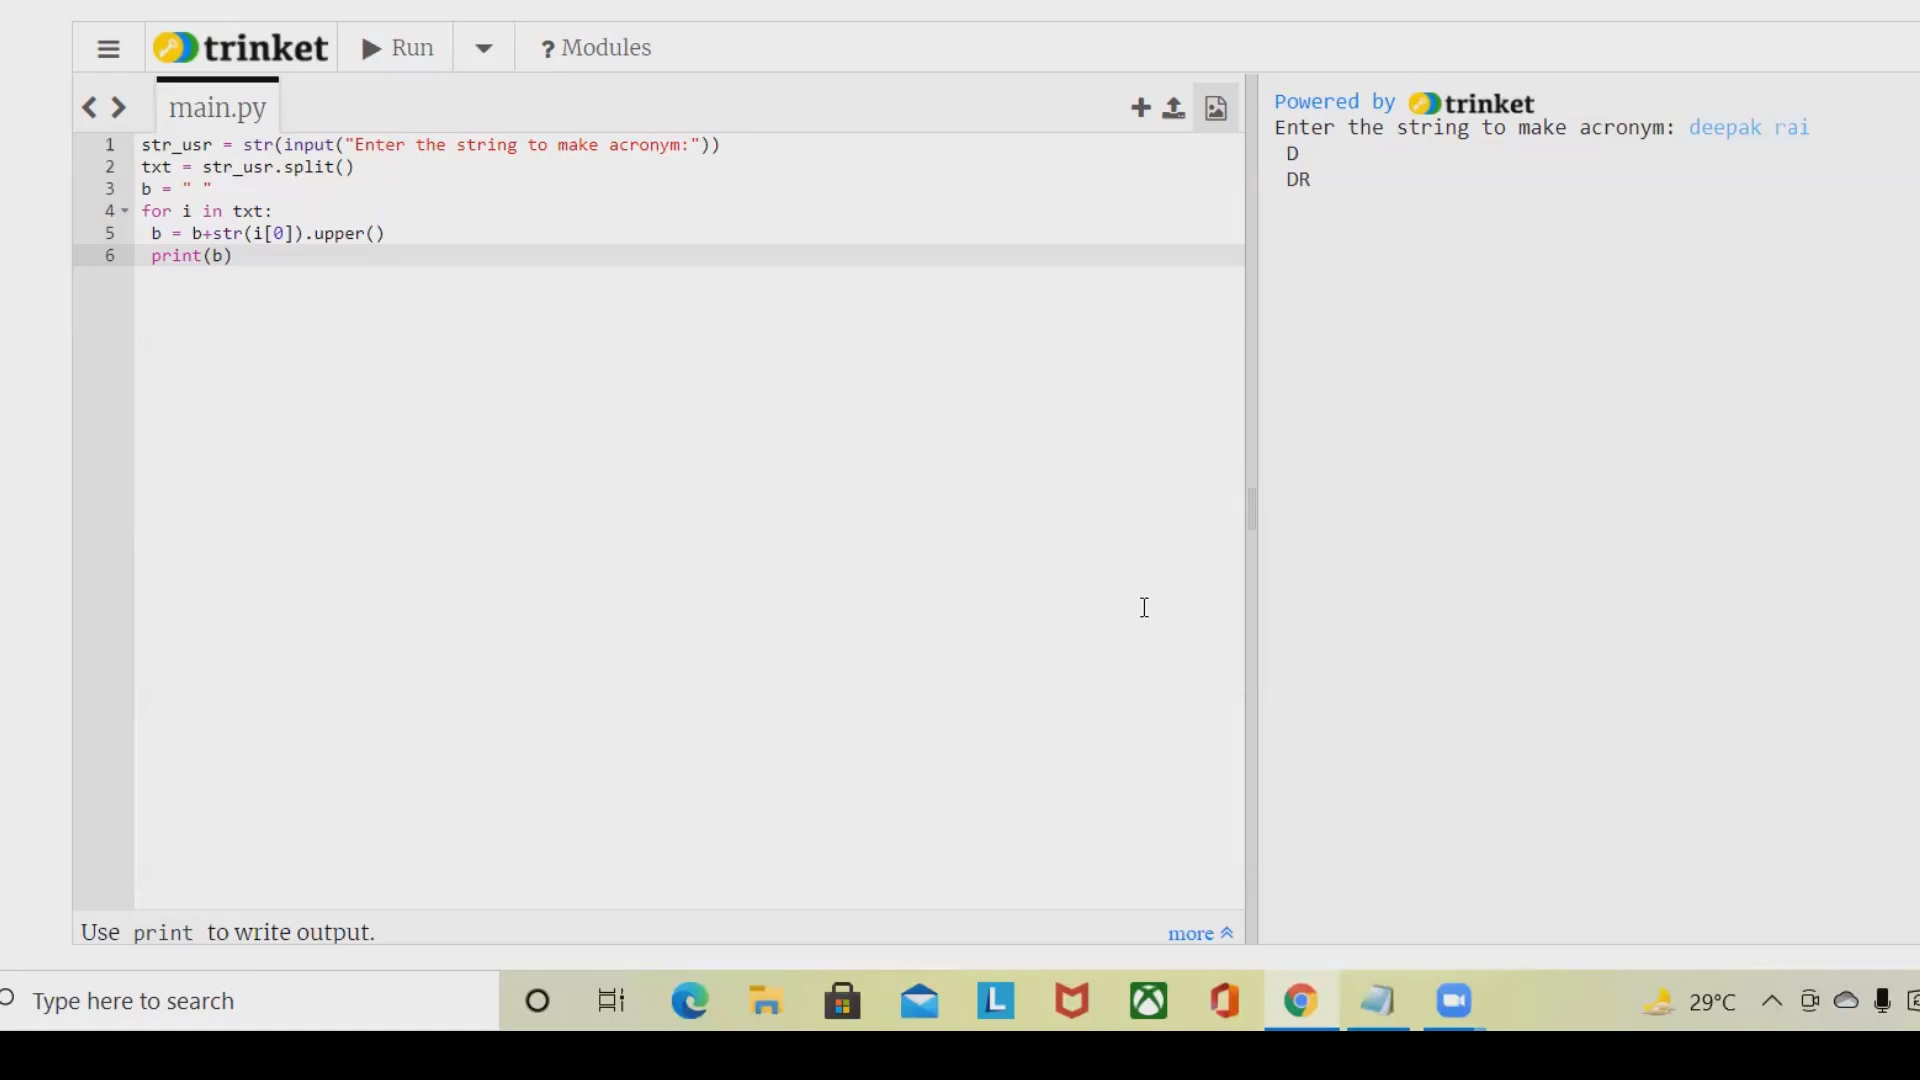 trinket Run ? Modules
main.py
1 str_usr = str(input("Enter the string to make acronym:"))
2 txt = str_usr.split()
3 b = " "
4 for i in txt:
5  b = b+str(i[0]).upper()
6  print(b)
Use print to write output.
more
Powered by trinket
Enter the string to make acronym: deepak rai
 D
 DR
Type here to search
L
29°C